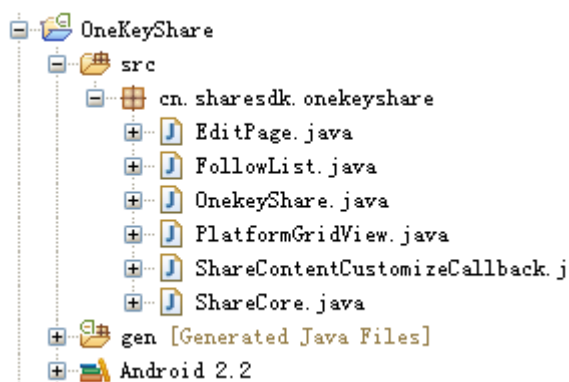 OneKeyShare
src
cn.sharesdk.onekeyshare
EditPage.java
FollowList.java
OnekeyShare.java
PlatformGridView.java
ShareContentCustomizeCallback.j
ShareCore.java
gen [Generated Java Files]
Android 2.2